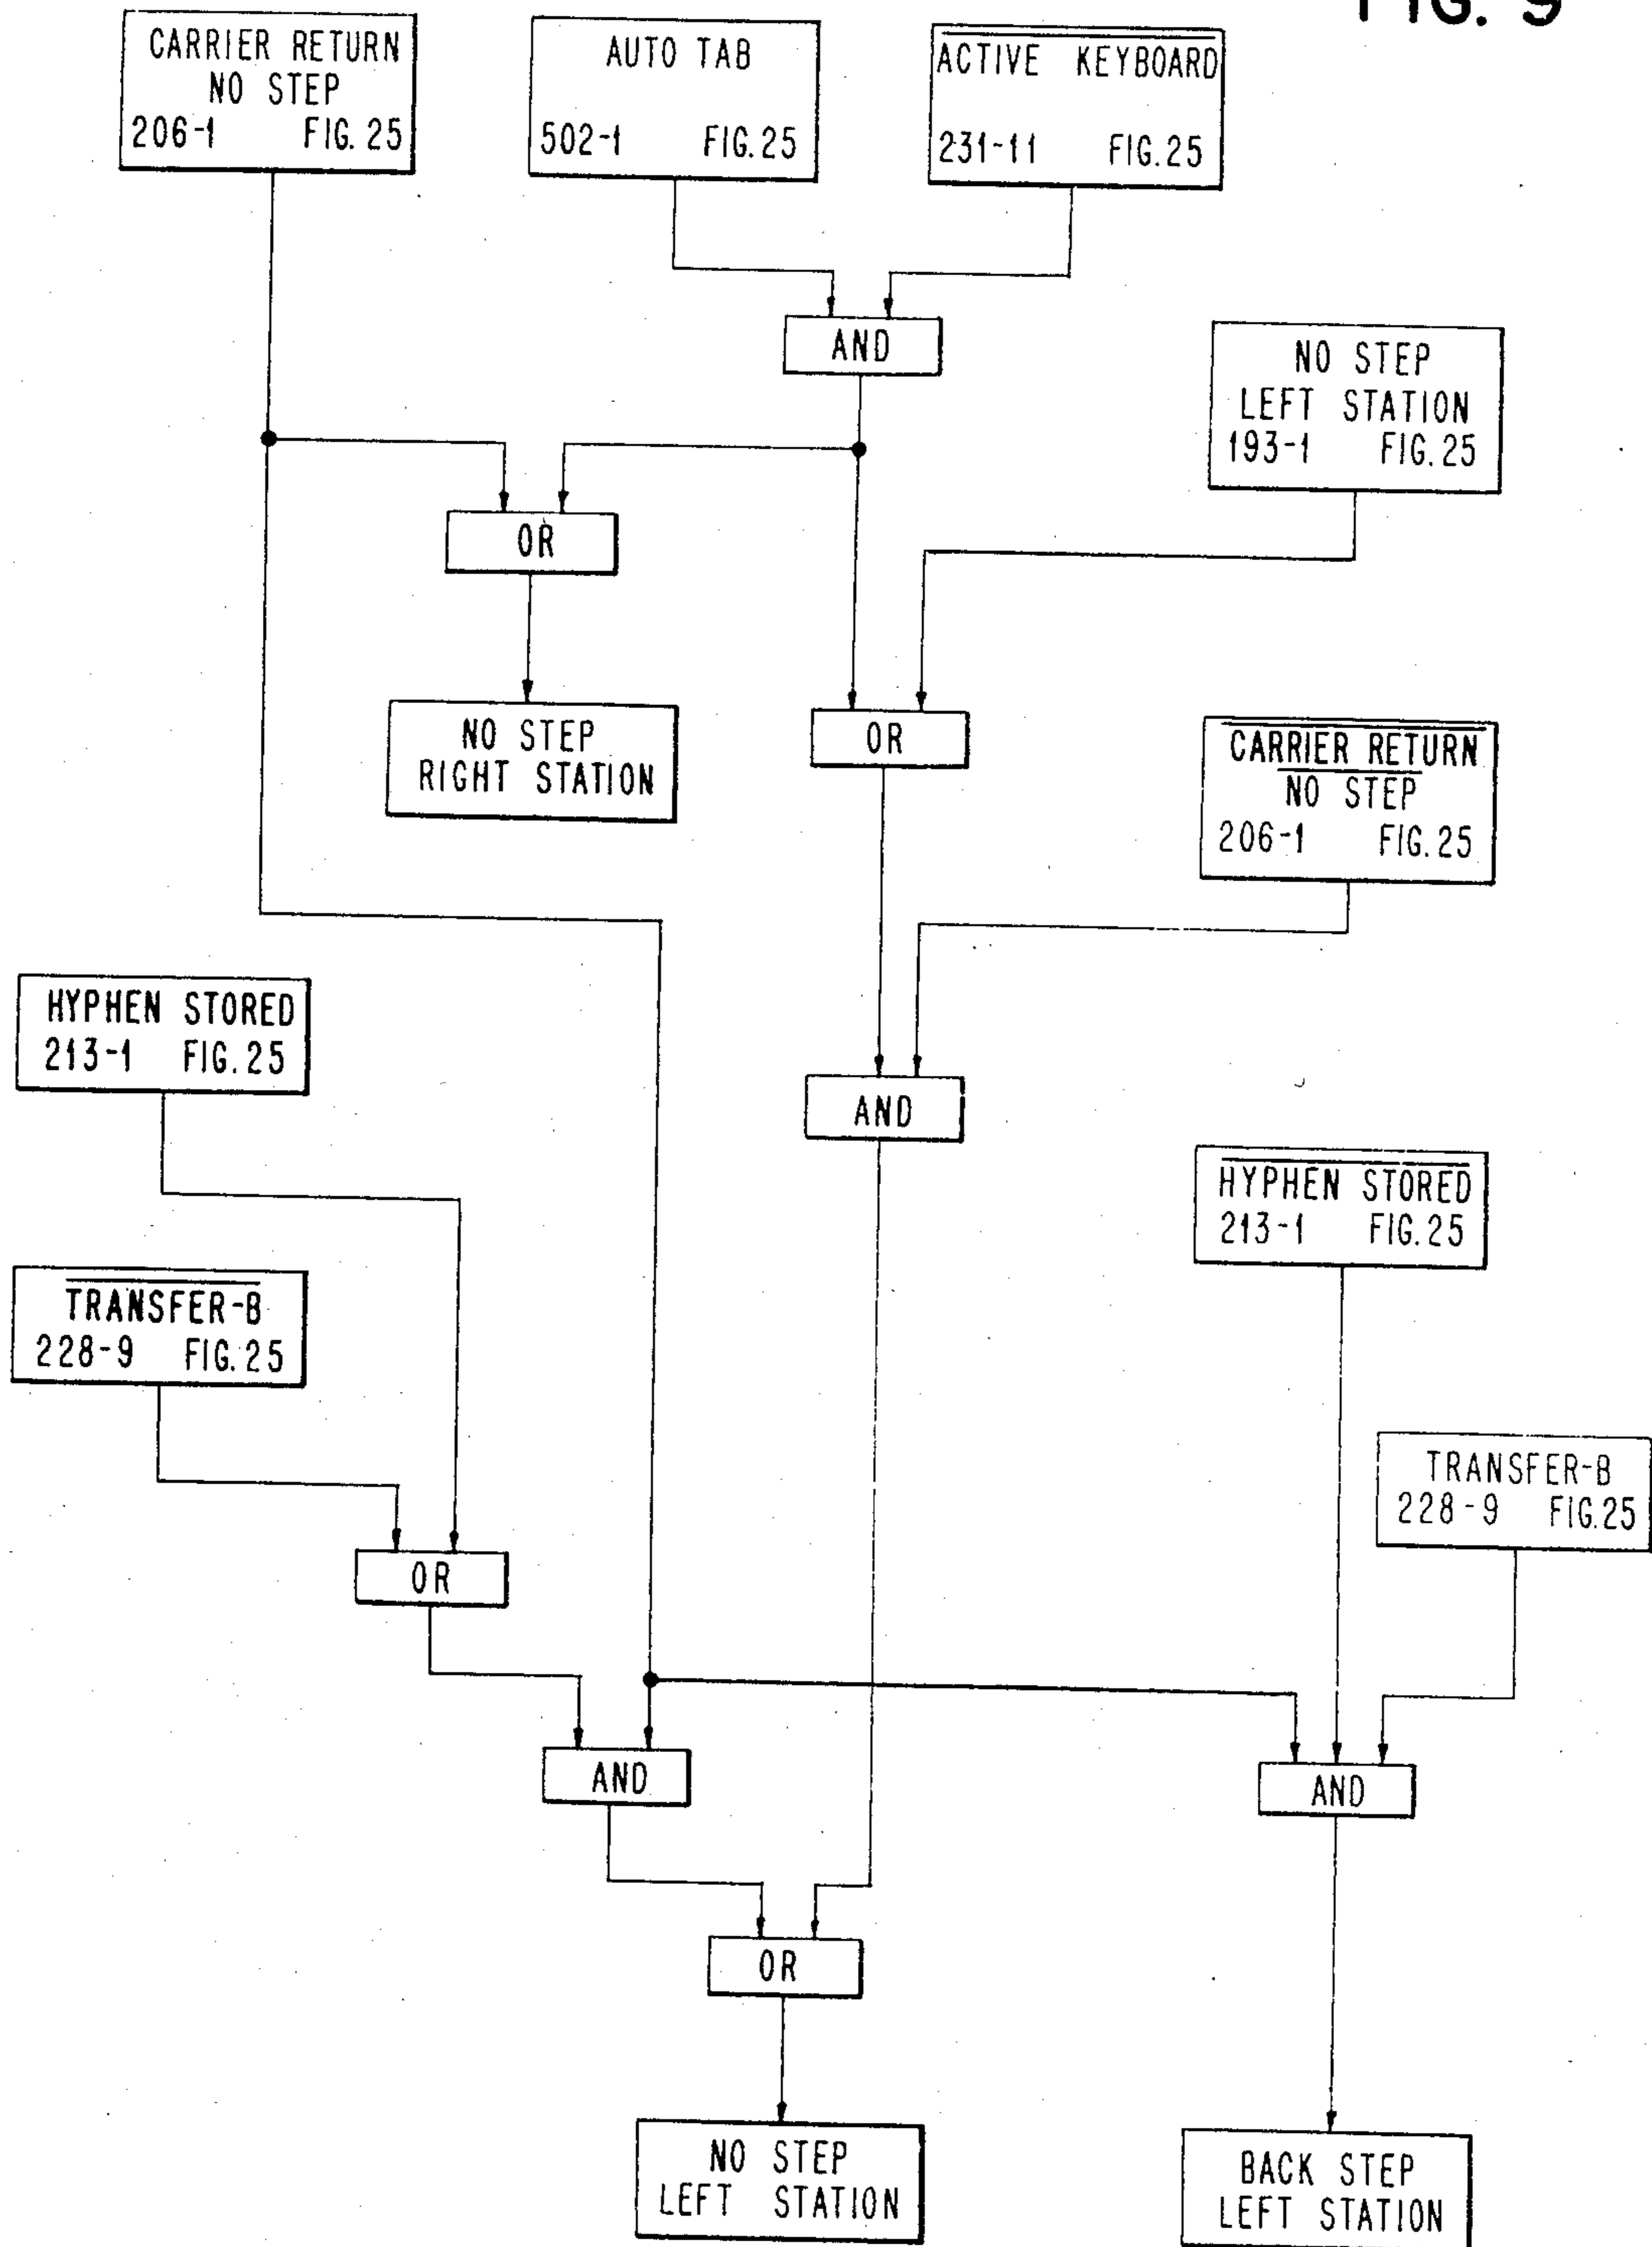 FIG. 9
CARRIER RETURN
NO STEP
206-1 FIG. 25
AUTO TAB
502-1 FIG. 25
ACTIVE KEYBOARD
231-11 FIG. 25
AND
NO STEP
LEFT STATION
193-1 FIG. 25
OR
NO STEP
RIGHT STATION
OR
CARRIER RETURN
NO STEP
206-1 FIG. 25
HYPHEN STORED
213-1 FIG. 25
AND
HYPHEN STORED
213-1 FIG. 25
TRANSFER-B
228-9 FIG. 25
TRANSFER-B
228-9 FIG. 25
OR
AND
AND
OR
NO STEP
LEFT STATION
BACK STEP
LEFT STATION